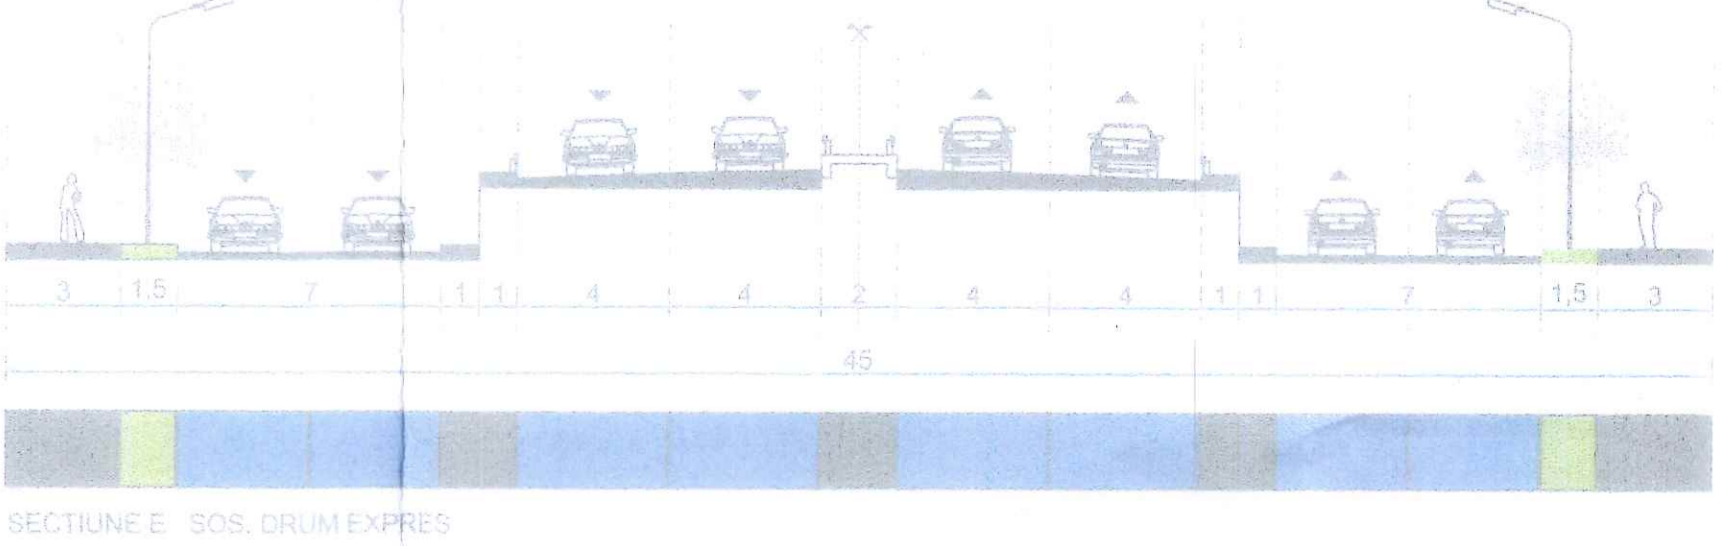 3 1,5 7 1 1 4 4 2 4 4 1 1 7 1,5 3
45
SECTIUNE E SOS. DRUM EXPRES